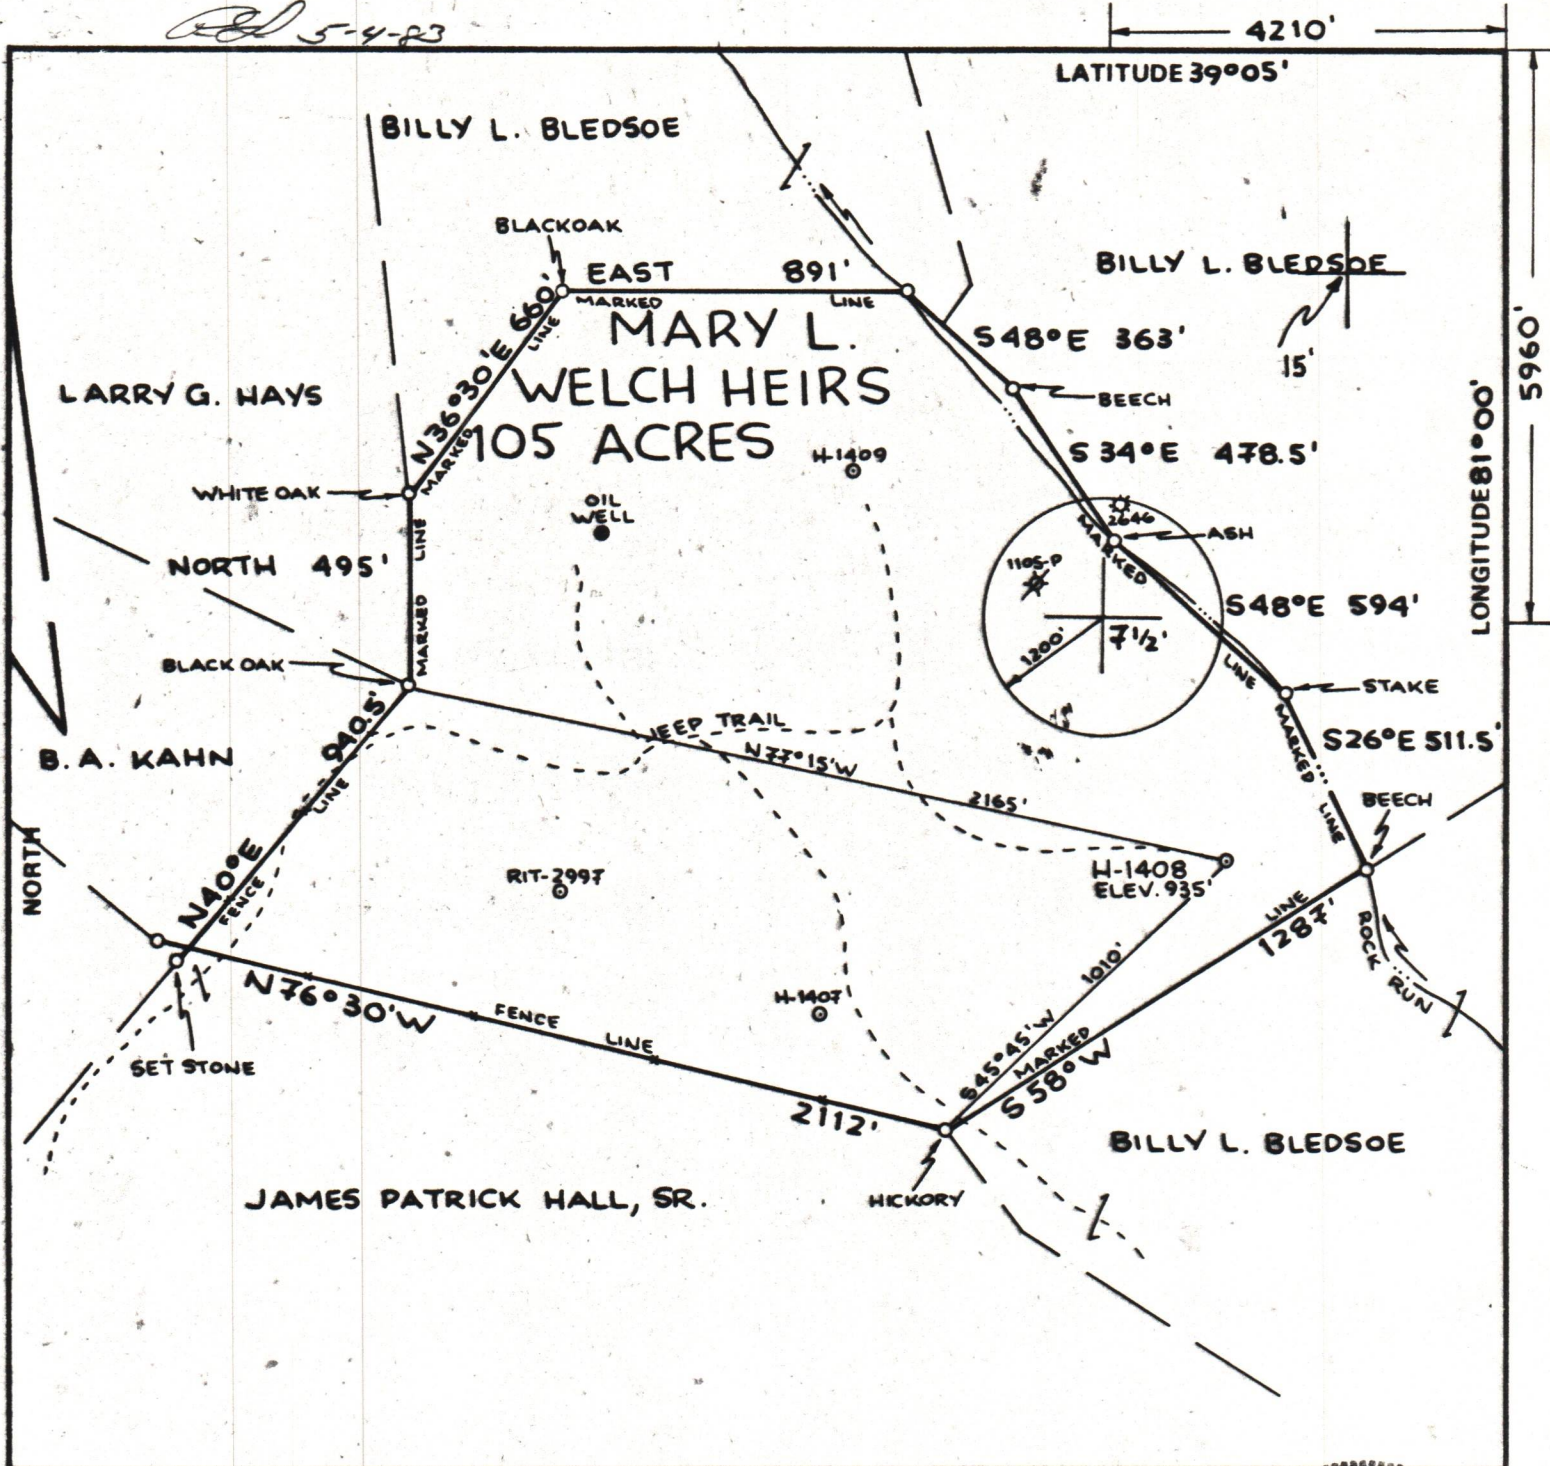 5-4-83
4210'
LATITUDE 39°05'
BILLY L. BLEDSOE
BLACKOAK
EAST 891'
MARKED LINE
BILLY L. BLEDSOE
15'
5960'
LONGITUDE 81°00'
N36°30'E 660'
MARKED LINE
MARY L.
WELCH HEIRS
105 ACRES
S48°E 363'
BEECH
LARRY G. HAYS
S34°E 478.5'
H-1409
WHITE OAK
OIL
WELL
2646
ASH
MARKED LINE
NORTH 495'
MARKED LINE
1105-P
S48°E 594'
7 1/2'
1200'
BLACK OAK
STAKE
JEEP TRAIL
N77°15'W
2165'
S26°E 511.5'
MARKED LINE
B. A. KAHN
N40°E 940.5'
FENCE LINE
BEECH
NORTH
RIT-2997
H-1408
ELEV. 935'
LINE
1287'
ROCK RUN
1010'
N76°30'W
FENCE LINE
H-1407
S45°45'W
MARKED
S58°W
SET STONE
2112'
BILLY L. BLEDSOE
HICKORY
JAMES PATRICK HALL, SR.